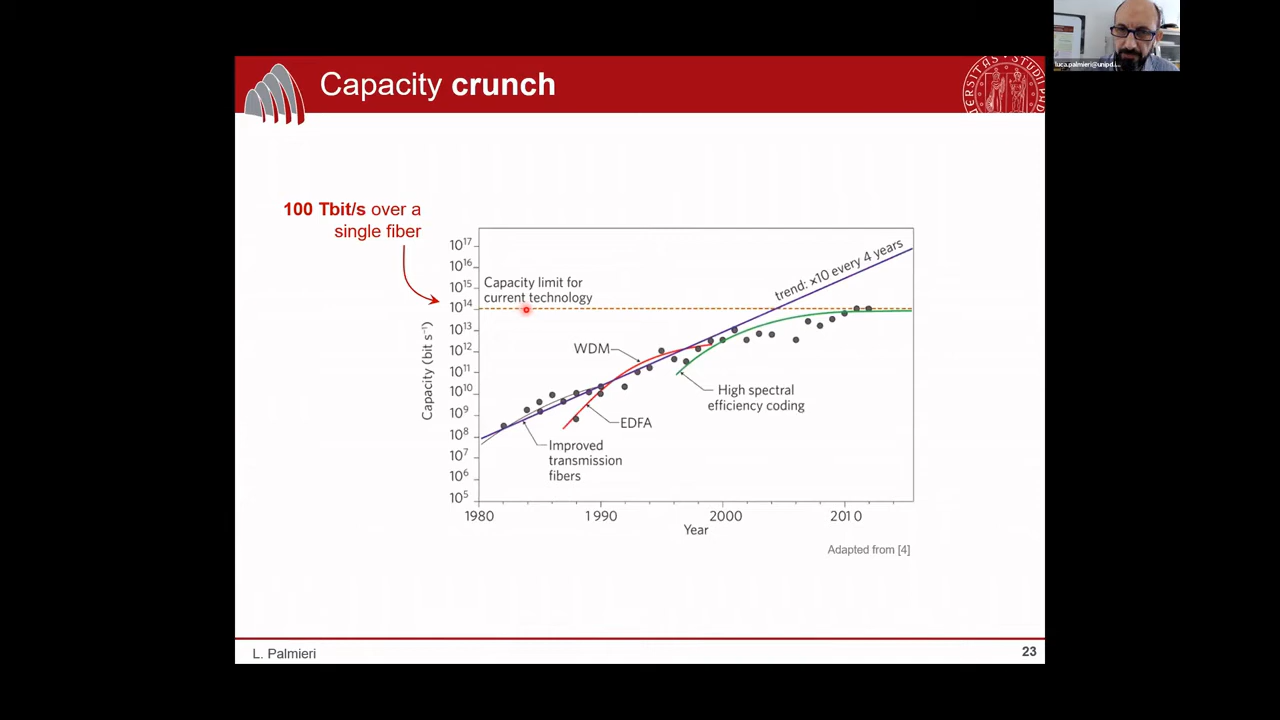 Capacity crunch
luca.palmieri@unipd....
100 Tbit/s over a
single fiber
10^17
10^16
10^15
10^14
10^13
10^12
10^11
10^10
10^9
10^8
10^7
10^6
10^5
Capacity (bit s⁻¹)
Capacity limit for
current technology
trend: x10 every 4 years
WDM
High spectral
efficiency coding
EDFA
Improved
transmission
fibers
1980
1990
2000
2010
Year
Adapted from [4]
L. Palmieri
23